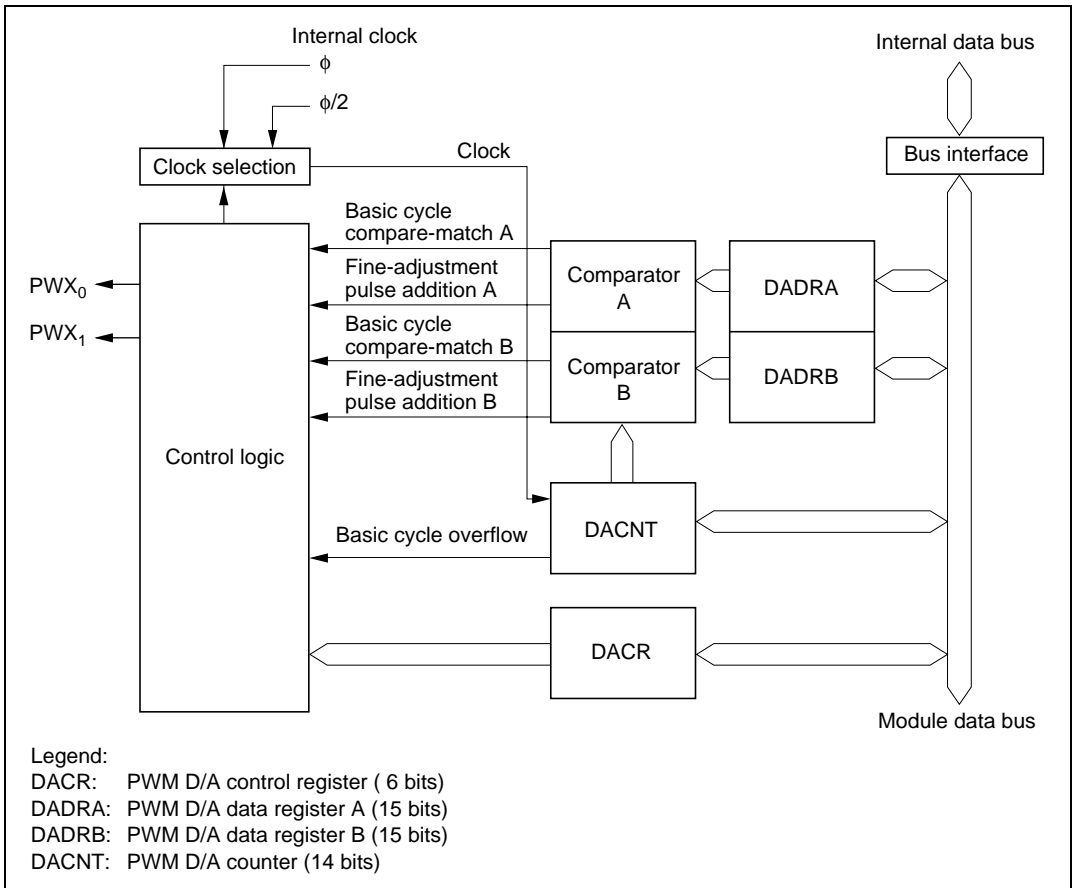 Internal clock
ϕ
ϕ/2
Internal data bus
Clock selection
Clock
Bus interface
Basic cycle
compare-match A
Fine-adjustment
pulse addition A
Basic cycle
compare-match B
Fine-adjustment
pulse addition B
PWX0
PWX1
Comparator
A
DADRA
Comparator
B
DADRB
Control logic
Basic cycle overflow
DACNT
DACR
Module data bus
Legend:
DACR: PWM D/A control register ( 6 bits)
DADRA: PWM D/A data register A (15 bits)
DADRB: PWM D/A data register B (15 bits)
DACNT: PWM D/A counter (14 bits)